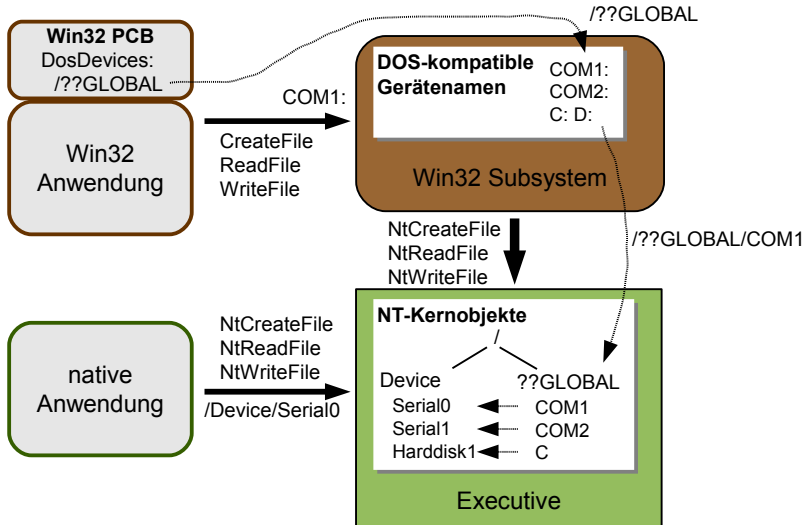 Win32 PCB
DosDevices:
/??GLOBAL
Win32
Anwendung
COM1:
CreateFile
ReadFile
WriteFile
/??GLOBAL
DOS-kompatible
Gerätenamen
COM1:
COM2:
C: D:
Win32 Subsystem
NtCreateFile
NtReadFile
NtWriteFile
/??GLOBAL/COM1
native
Anwendung
NtCreateFile
NtReadFile
NtWriteFile
/Device/Serial0
NT-Kernobjekte
/
Device ??GLOBAL
Serial0 COM1
Serial1 COM2
Harddisk1 C
Executive